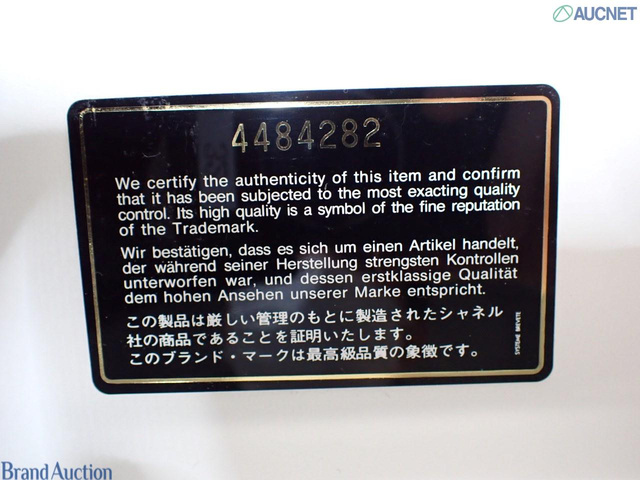 AUCNET
4484282
We certify the authenticity of this item and confirm
that it has been subjected to the most exacting quality
control. Its high quality is a symbol of the fine reputation
of the Trademark.
Wir bestätigen, dass es sich um einen Artikel handelt,
der während seiner Herstellung strengsten Kontrollen
unterworfen war, und dessen erstklassige Qualität
dem hohen Ansehen unserer Marke entspricht.
この製品は厳しい管理のもとに製造されたシャネル
社の商品であることを証明いたします。
このブランド・マークは最高級品質の象徴です。
SYSTEME BREVETE
Brand Auction